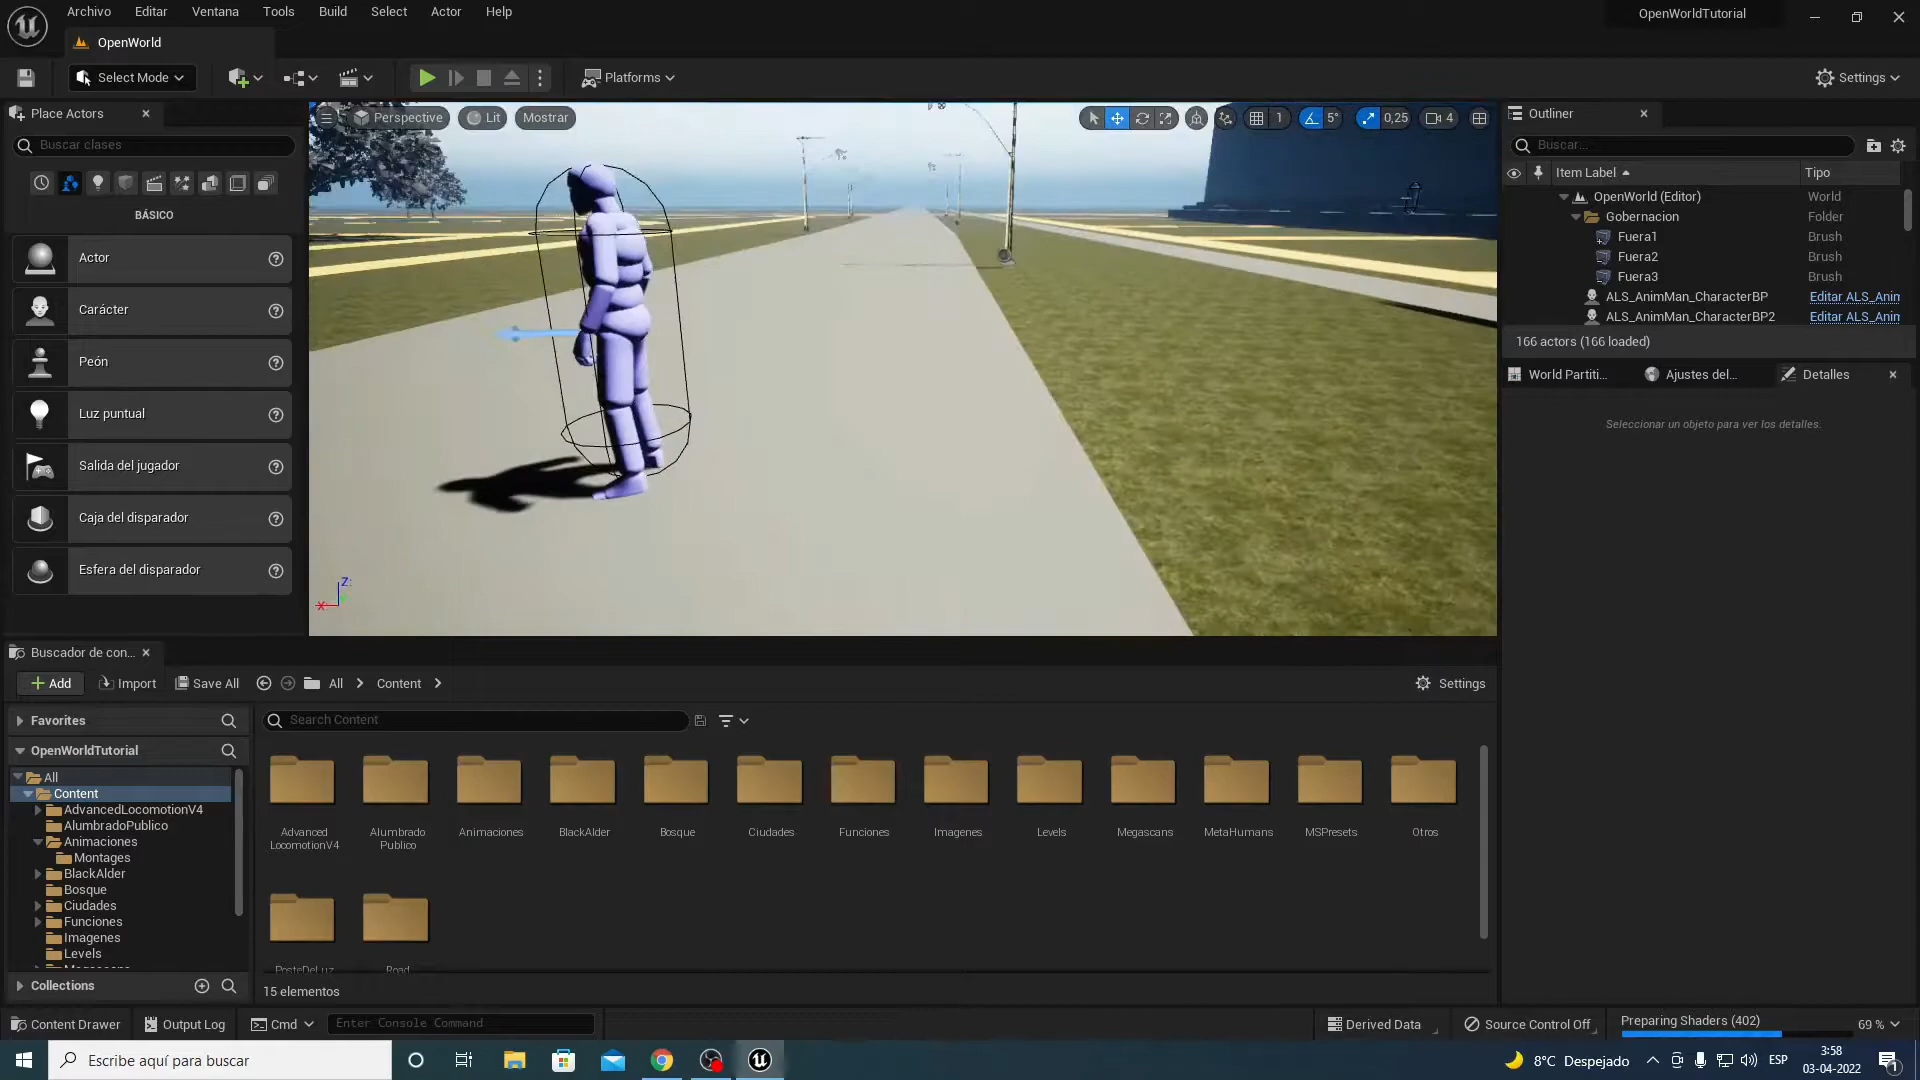 Archivo Editar Ventana Tools Build Select Actor Help
OpenWorldTutorial
OpenWorld
Select Mode
Platforms
Settings
Place Actors
Buscar clases
BÁSICO
Actor
Carácter
Peón
Luz puntual
Salida del jugador
Caja del disparador
Esfera del disparador
Perspective Lit Mostrar
1 5° 0,25 4
Z
X
Outliner
Buscar...
Item Label Tipo
OpenWorld (Editor) World
Gobernacion Folder
Fuera1 Brush
Fuera2 Brush
Fuera3 Brush
ALS_AnimMan_CharacterBP Editar ALS_Anim
ALS_AnimMan_CharacterBP2 Editar ALS_Anim
166 actors (166 loaded)
World Partiti... Ajustes del... Detalles
Seleccionar un objeto para ver los detalles.
Buscador de con...
Add Import Save All All Content Settings
Favorites
Search Content
OpenWorldTutorial
All
Content
AdvancedLocomotionV4
AlumbradoPublico
Animaciones
Montages
BlackAlder
Bosque
Ciudades
Funciones
Imagenes
Levels
Megascans
Collections
Advanced LocomotionV4
Alumbrado Publico
Animaciones
BlackAlder
Bosque
Ciudades
Funciones
Imagenes
Levels
Megascans
MetaHumans
MSPresets
Otros
PosteDeLuz
Road
15 elementos
Content Drawer Output Log Cmd Enter Console Command
Derived Data Source Control Off Preparing Shaders (402) 69 %
Escribe aquí para buscar
8°C Despejado ESP
3:58
03-04-2022
1